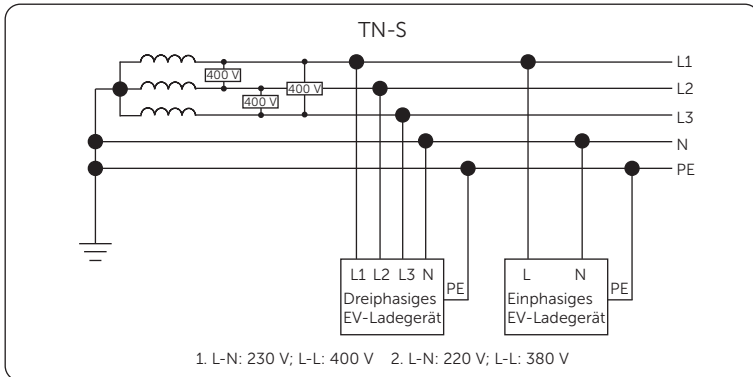 TN-S
L1
400 V
L2
400 V
400 V
L3
N
PE
L1 L2 L3 N
PE
Dreiphasiges
EV-Ladegerät
L N
PE
Einphasiges
EV-Ladegerät
1. L-N: 230 V; L-L: 400 V 2. L-N: 220 V; L-L: 380 V